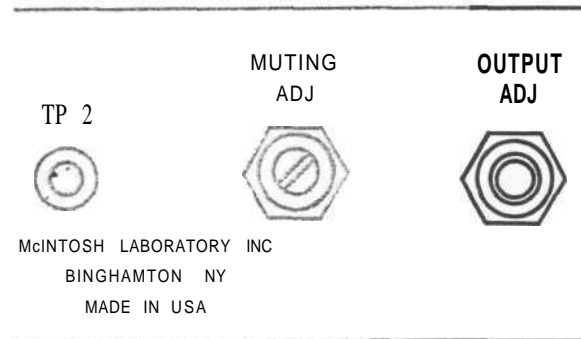 MUTING
ADJ
OUTPUT
ADJ
TP 2
McINTOSH LABORATORY INC
BINGHAMTON NY
MADE IN USA